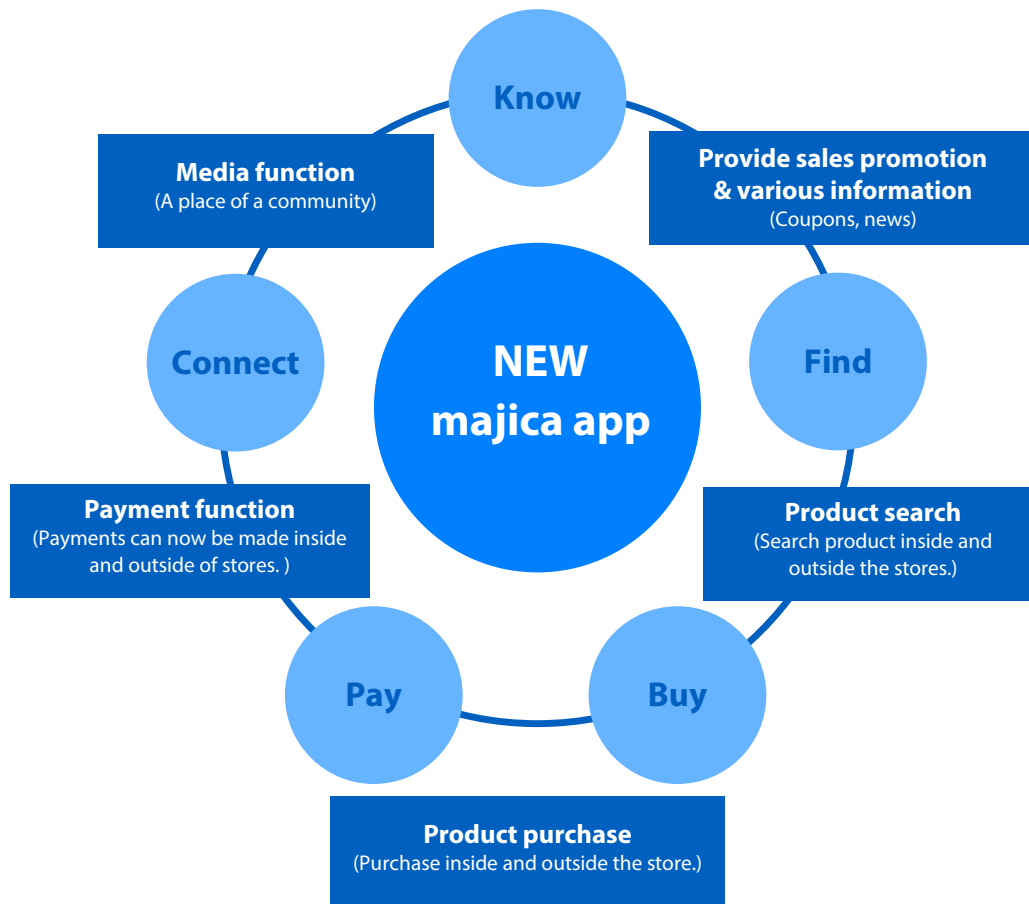 Know
Media function
(A place of a community)
Provide sales promotion
& various information
(Coupons, news)
Connect
NEW
majica app
Find
Payment function
(Payments can now be made inside
and outside of stores. )
Product search
(Search product inside and
outside the stores.)
Pay
Buy
Product purchase
(Purchase inside and outside the store.)